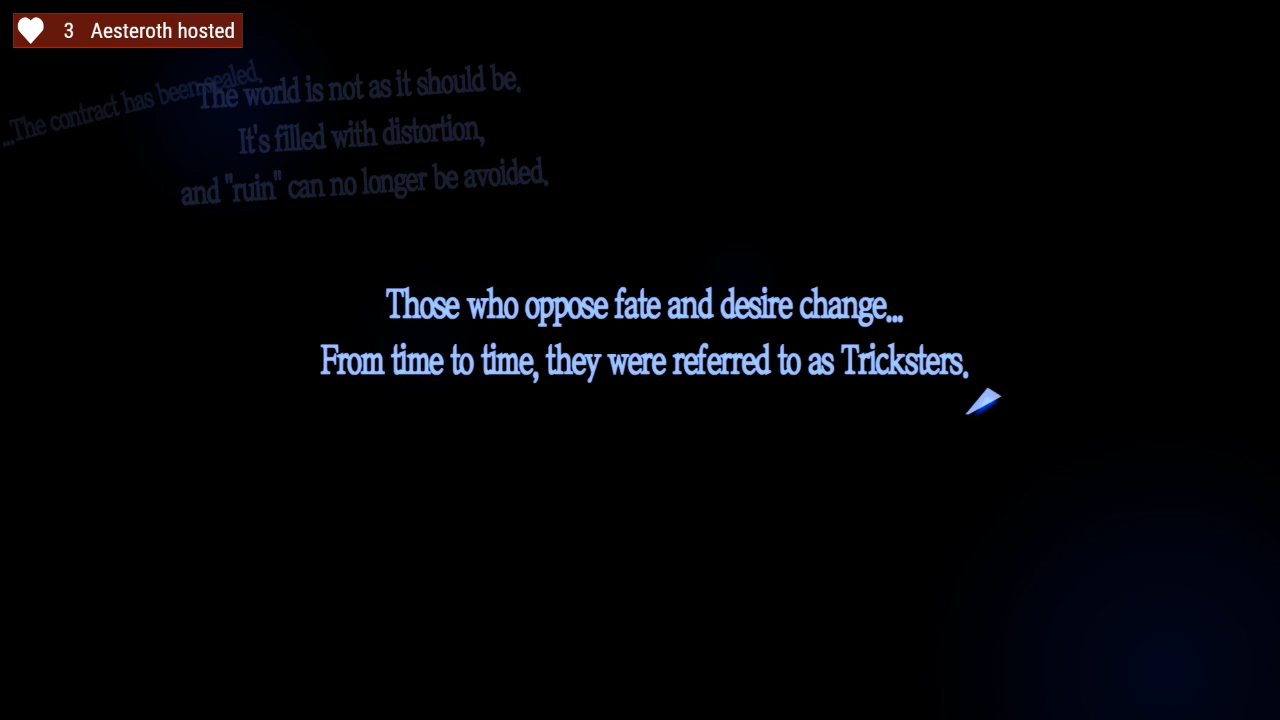 3 Aesteroth hosted
...The contract has been sealed.
The world is not as it should be.
It's filled with distortion,
and "ruin" can no longer be avoided.
Those who oppose fate and desire change...
From time to time, they were referred to as Tricksters.